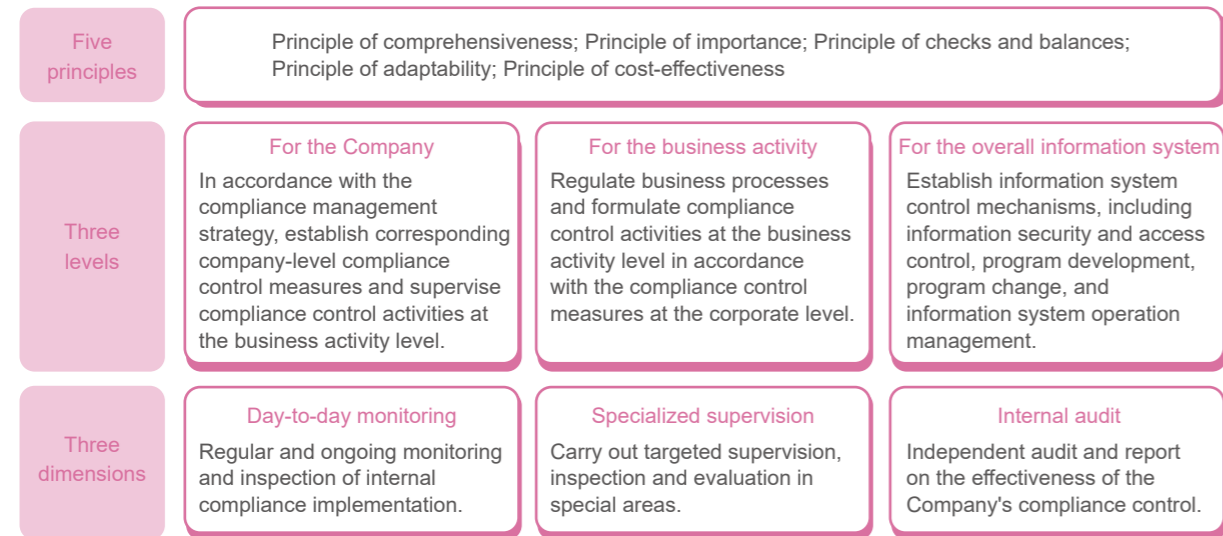 Five
principles
Principle of comprehensiveness; Principle of importance; Principle of checks and balances;
Principle of adaptability; Principle of cost-effectiveness
Three
levels
For the Company
In accordance with the
compliance management
strategy, establish corresponding
company-level compliance
control measures and supervise
compliance control activities at
the business activity level.
For the business activity
Regulate business processes
and formulate compliance
control activities at the business
activity level in accordance
with the compliance control
measures at the corporate level.
For the overall information system
Establish information system
control mechanisms, including
information security and access
control, program development,
program change, and
information system operation
management.
Three
dimensions
Day-to-day monitoring
Regular and ongoing monitoring
and inspection of internal
compliance implementation.
Specialized supervision
Carry out targeted supervision,
inspection and evaluation in
special areas.
Internal audit
Independent audit and report
on the effectiveness of the
Company's compliance control.